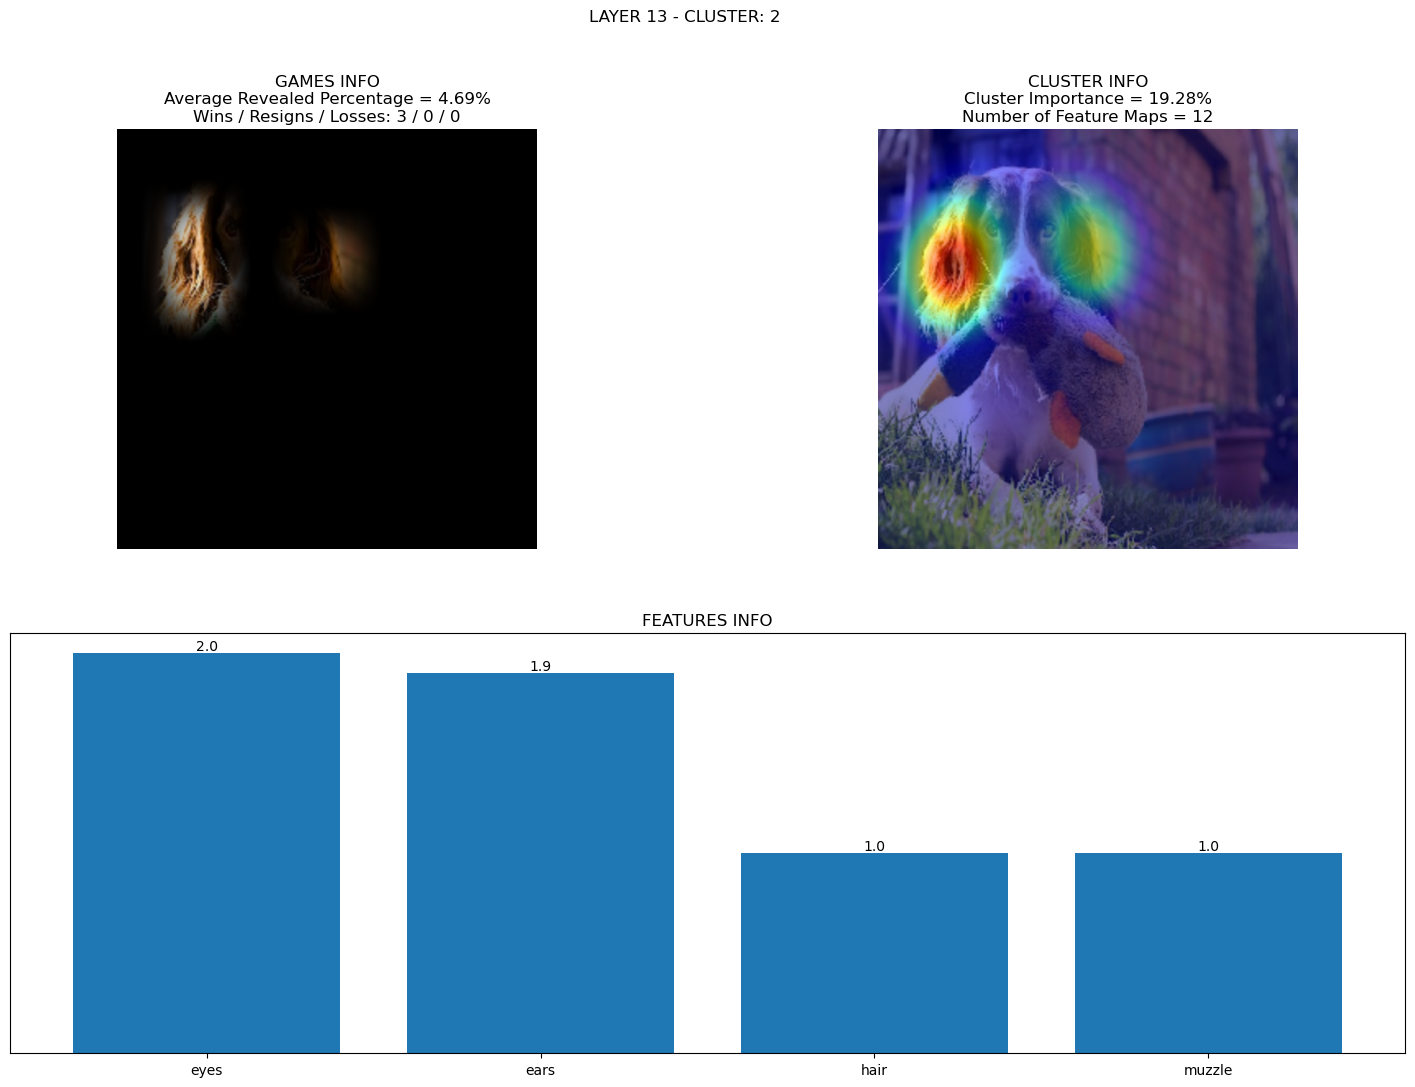 LAYER 13 - CLUSTER: 2
GAMES INFO
Average Revealed Percentage = 4.69%
Wins / Resigns / Losses: 3 / 0 / 0
CLUSTER INFO
Cluster Importance = 19.28%
Number of Feature Maps = 12
FEATURES INFO
2.0
1.9
1.0
1.0
eyes
ears
hair
muzzle